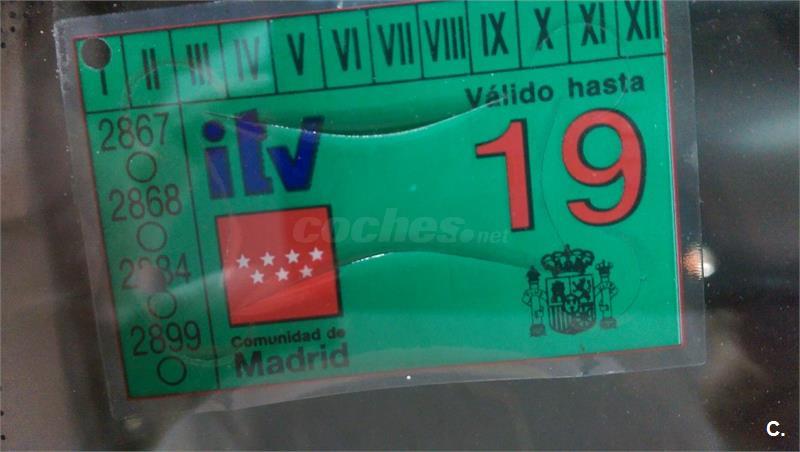 I II III IV V VI VII VIII IX X XI XII
Válido hasta
19
2867
itv
2868
coches.net
2884
2899
Comunidad de
Madrid
C.